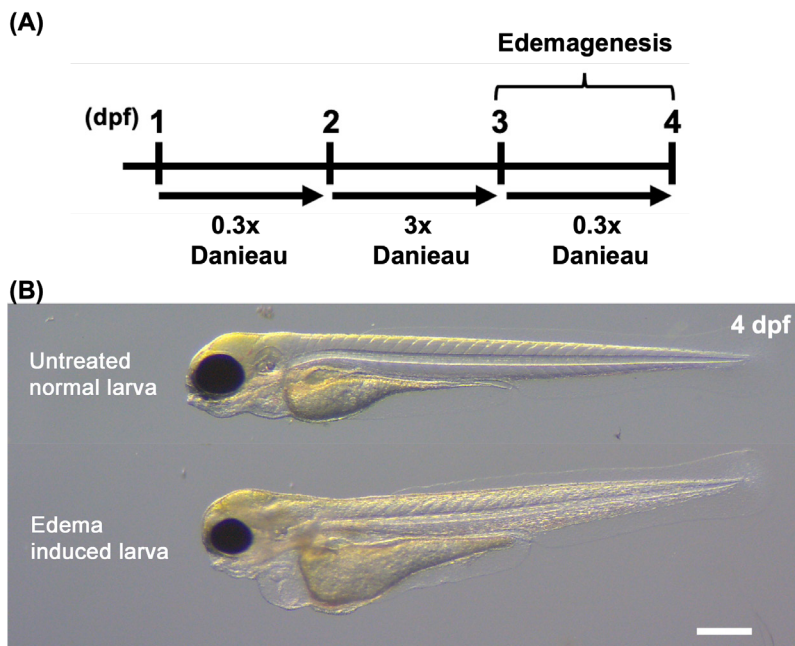 (A)
Edemagenesis
(dpf) 1 2 3 4
0.3x 3x 0.3x
Danieau Danieau Danieau
(B)
4 dpf
Untreated
normal larva
Edema
induced larva